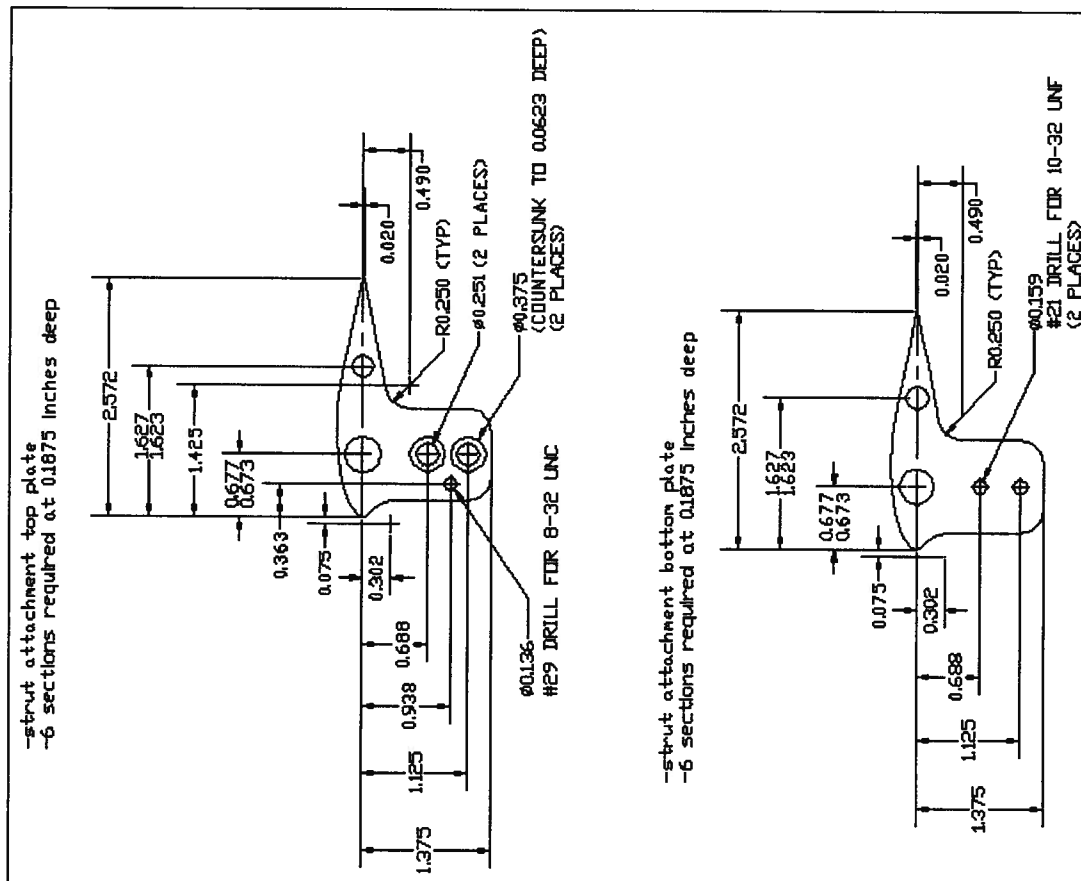 -strut attachment top plate
-6 sections required at 0.1875 inches deep
2.572
1.627
1.623
1.425
0.677
0.673
0.363
0.075
0.302
0.688
0.938
1.125
1.375
0.020
0.490
R0.250 (TYP)
ø0.251 (2 PLACES)
ø0.375
(COUNTERSUNK TO 0.0623 DEEP)
(2 PLACES)
ø0.136
#29 DRILL FOR 8-32 UNC
-strut attachment bottom plate
-6 sections required at 0.1875 inches deep
2.572
1.627
1.623
0.677
0.673
0.075
0.302
0.688
1.125
1.375
0.020
0.490
R0.250 (TYP)
ø0.159
#21 DRILL FOR 10-32 UNF
(2 PLACES)